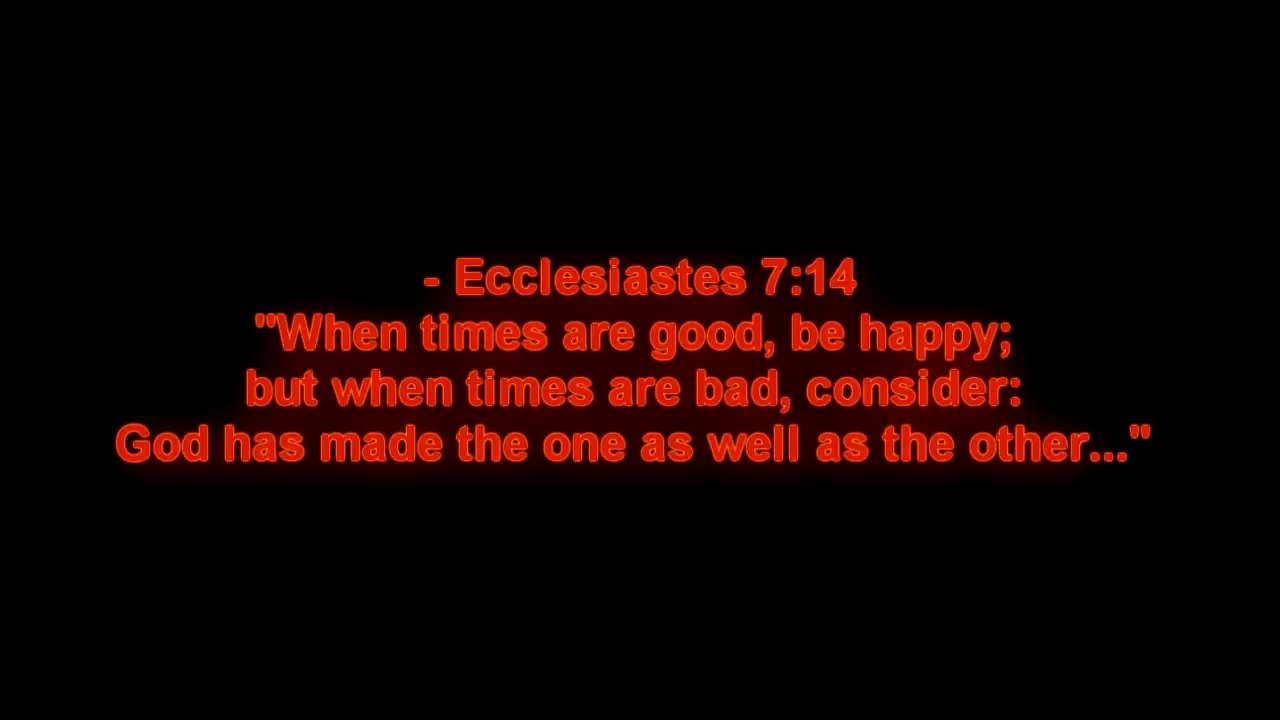 - Ecclesiastes 7:14
"When times are good, be happy;
but when times are bad, consider:
God has made the one as well as the other..."